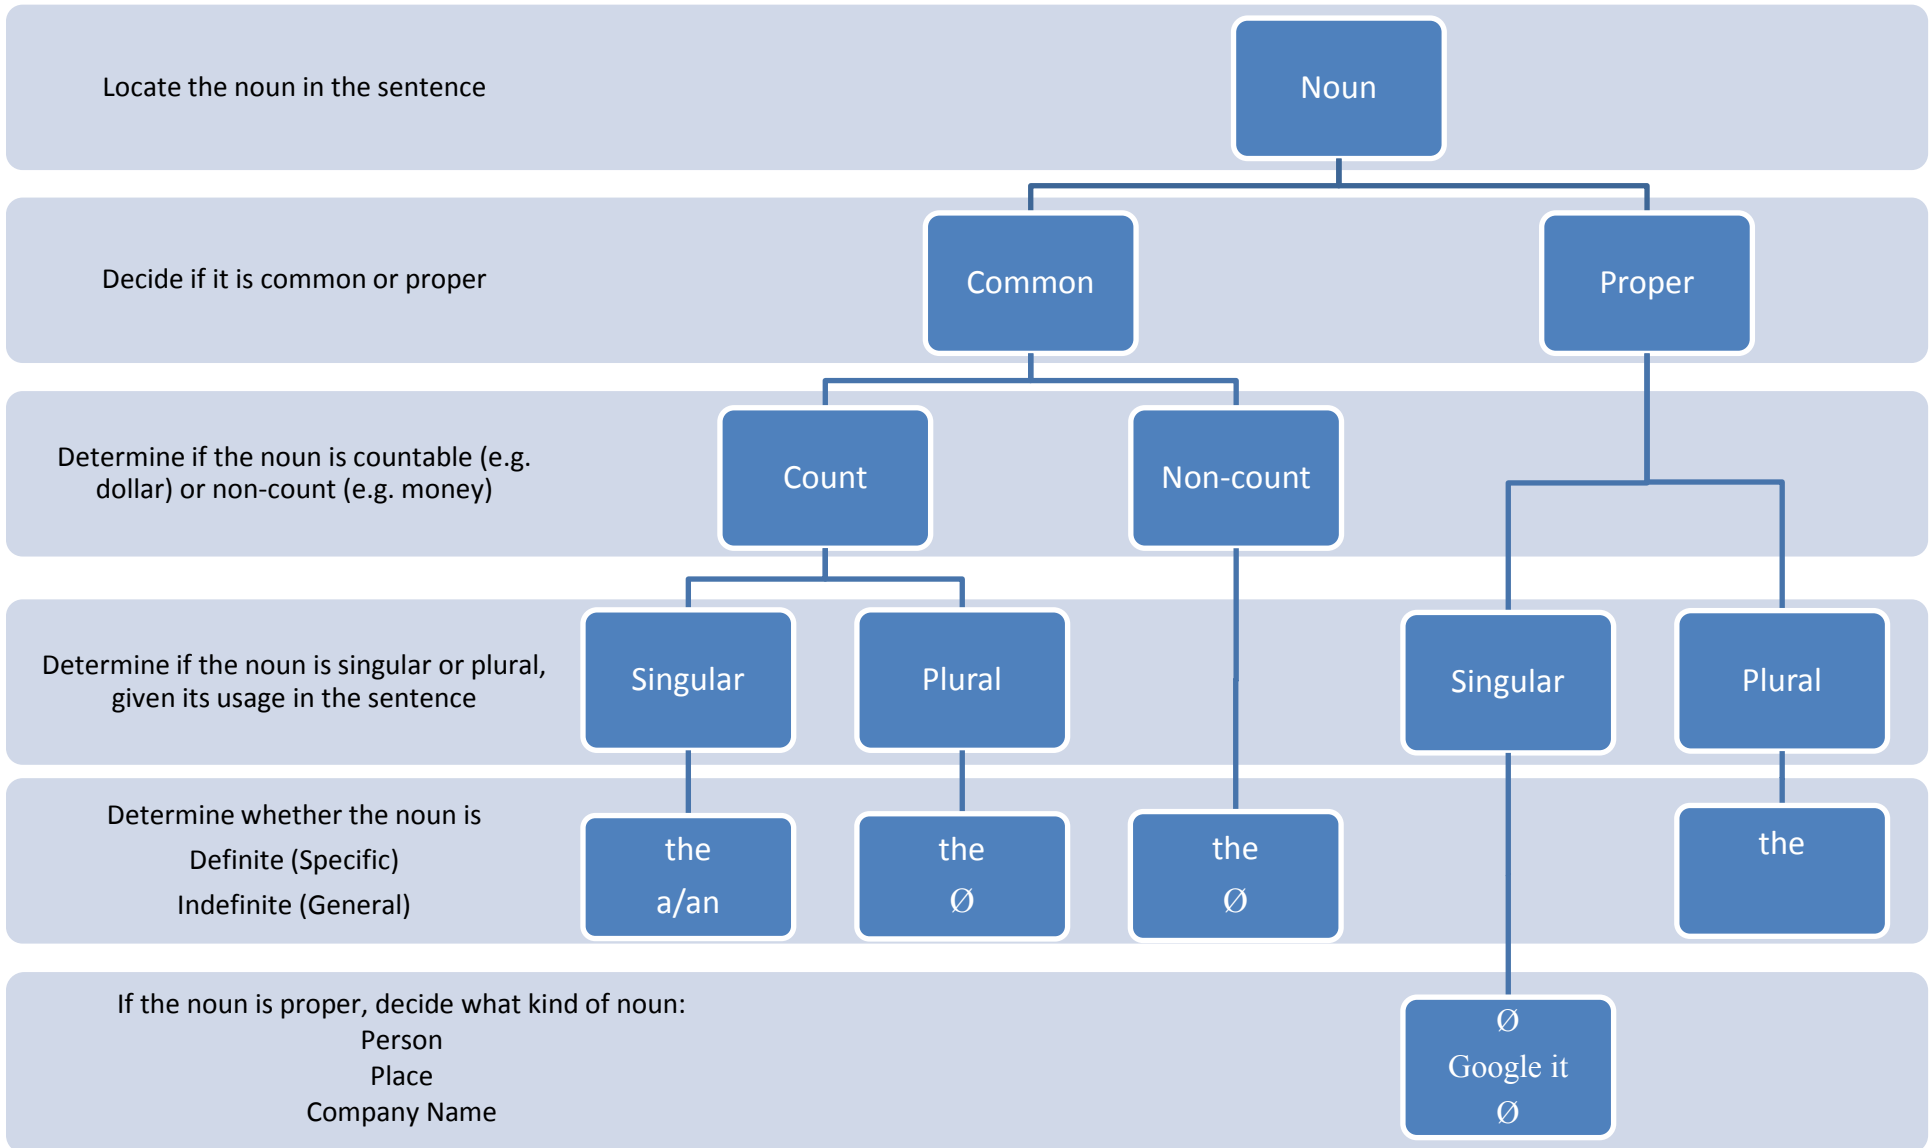 Locate the noun in the sentence
Noun
Decide if it is common or proper
Common
Proper
Determine if the noun is countable (e.g.
dollar) or non-count (e.g. money)
Count
Non-count
Determine if the noun is singular or plural,
given its usage in the sentence
Singular
Plural
Singular
Plural
Determine whether the noun is
Definite (Specific)
Indefinite (General)
the
a/an
the
Ø
the
Ø
the
If the noun is proper, decide what kind of noun:
Person
Place
Company Name
Ø
Google it
Ø